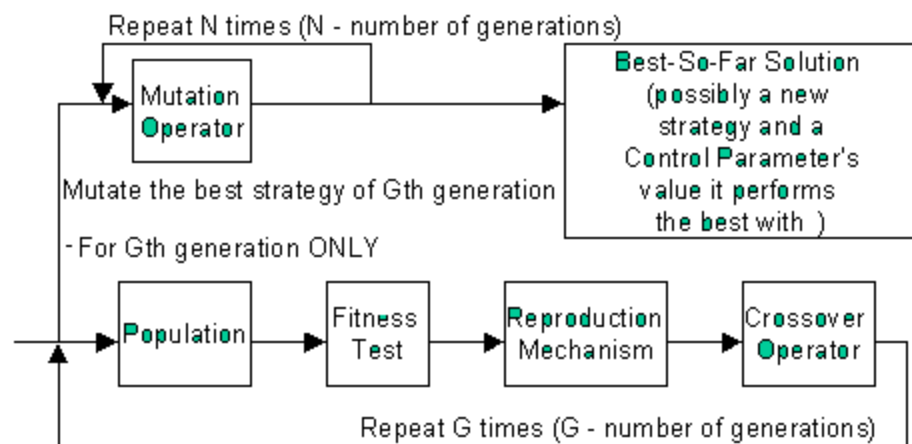 Repeat N times (N - number of generations)
Mutation
Operator
Best-So-Far Solution
(possibly a new
strategy and a
Control Parameter's
value it performs
the best with )
Mutate the best strategy of Gth generation
-For Gth generation ONLY
Population
Fitness
Test
Reproduction
Mechanism
Crossover
Operator
Repeat G times (G - number of generations)